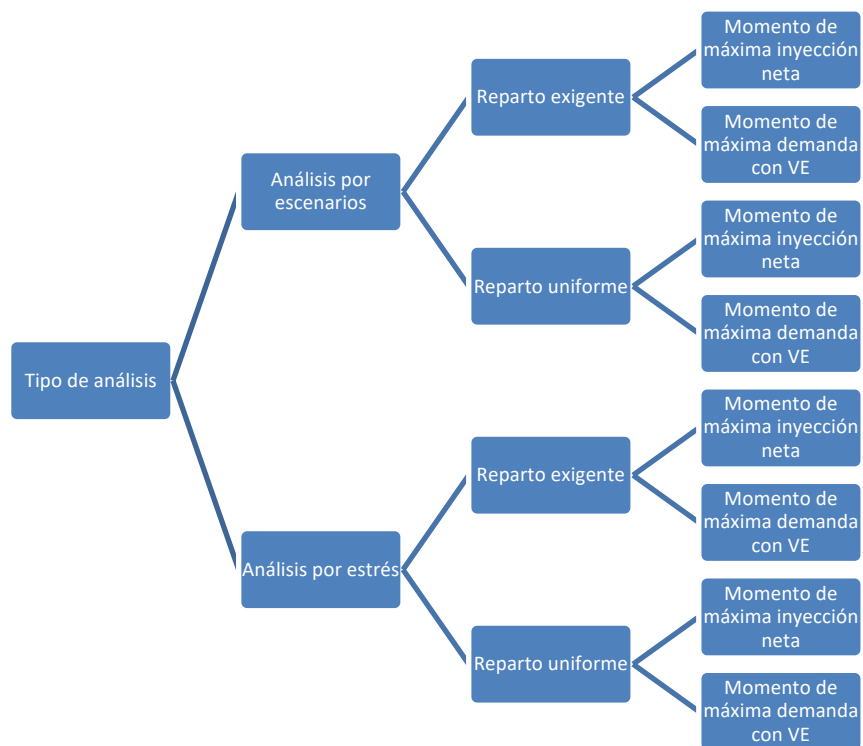 Tipo de análisis
Análisis por
escenarios
Reparto exigente
Momento de
máxima inyección
neta
Momento de
máxima demanda
con VE
Reparto uniforme
Momento de
máxima inyección
neta
Momento de
máxima demanda
con VE
Análisis por estrés
Reparto exigente
Momento de
máxima inyección
neta
Momento de
máxima demanda
con VE
Reparto uniforme
Momento de
máxima inyección
neta
Momento de
máxima demanda
con VE